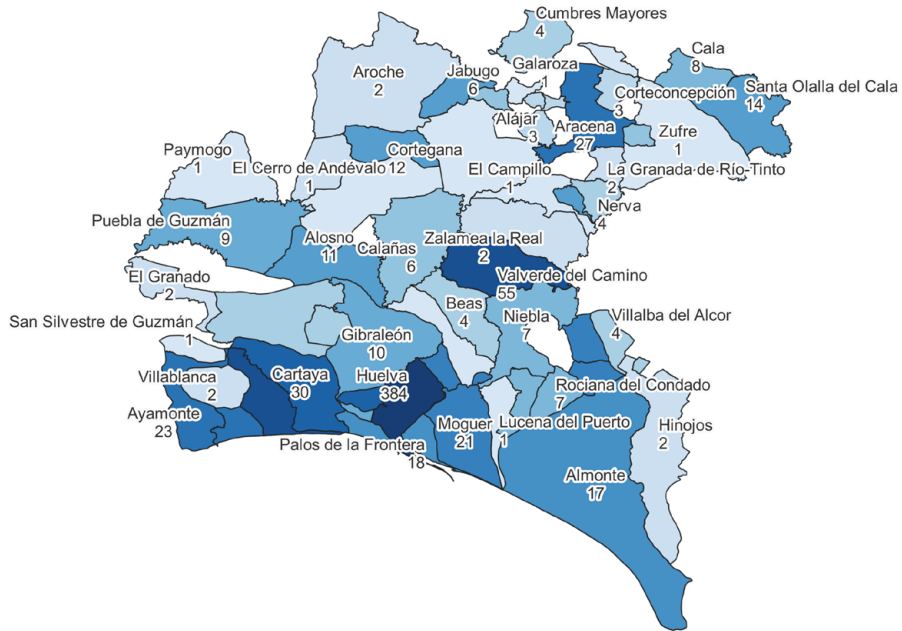 Cumbres Mayores
4
Cala
8
Galaroza
1
Jabugo
6
Aroche
2
Santa Olalla del Cala
14
Corteconcepción
3
Alájar
3
Aracena
27
Zufre
1
Cortegana
12
Paymogo
1
El Cerro de Andévalo
1
El Campillo
1
La Granada de Río-Tinto
2
Nerva
4
Puebla de Guzmán
9
Alosno
11
Calañas
6
Zalamea la Real
2
Valverde del Camino
55
El Granado
2
Beas
4
Niebla
7
Villalba del Alcor
4
San Silvestre de Guzmán
1
Gibraleón
10
Villablanca
2
Cartaya
30
Huelva
384
Rociana del Condado
7
Ayamonte
23
Moguer
21
Lucena del Puerto
1
Hinojos
2
Palos de la Frontera
18
Almonte
17